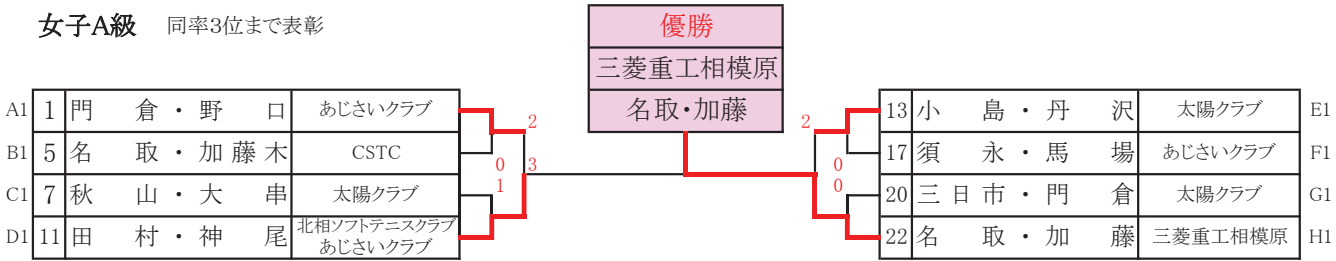 女子A級 同率3位まで表彰
優勝
三菱重工相模原
名取・加藤
A1 1 門倉・野口 あじさいクラブ 2
B1 5 名取・加藤木 CSTC 0 3
C1 7 秋山・大串 太陽クラブ 1
D1 11 田村・神尾 北相ソフトテニスクラブ
あじさいクラブ
2 13 小島・丹沢 太陽クラブ E1
0 17 須永・馬場 あじさいクラブ F1
0 20 三日市・門倉 太陽クラブ G1
22 名取・加藤 三菱重工相模原 H1